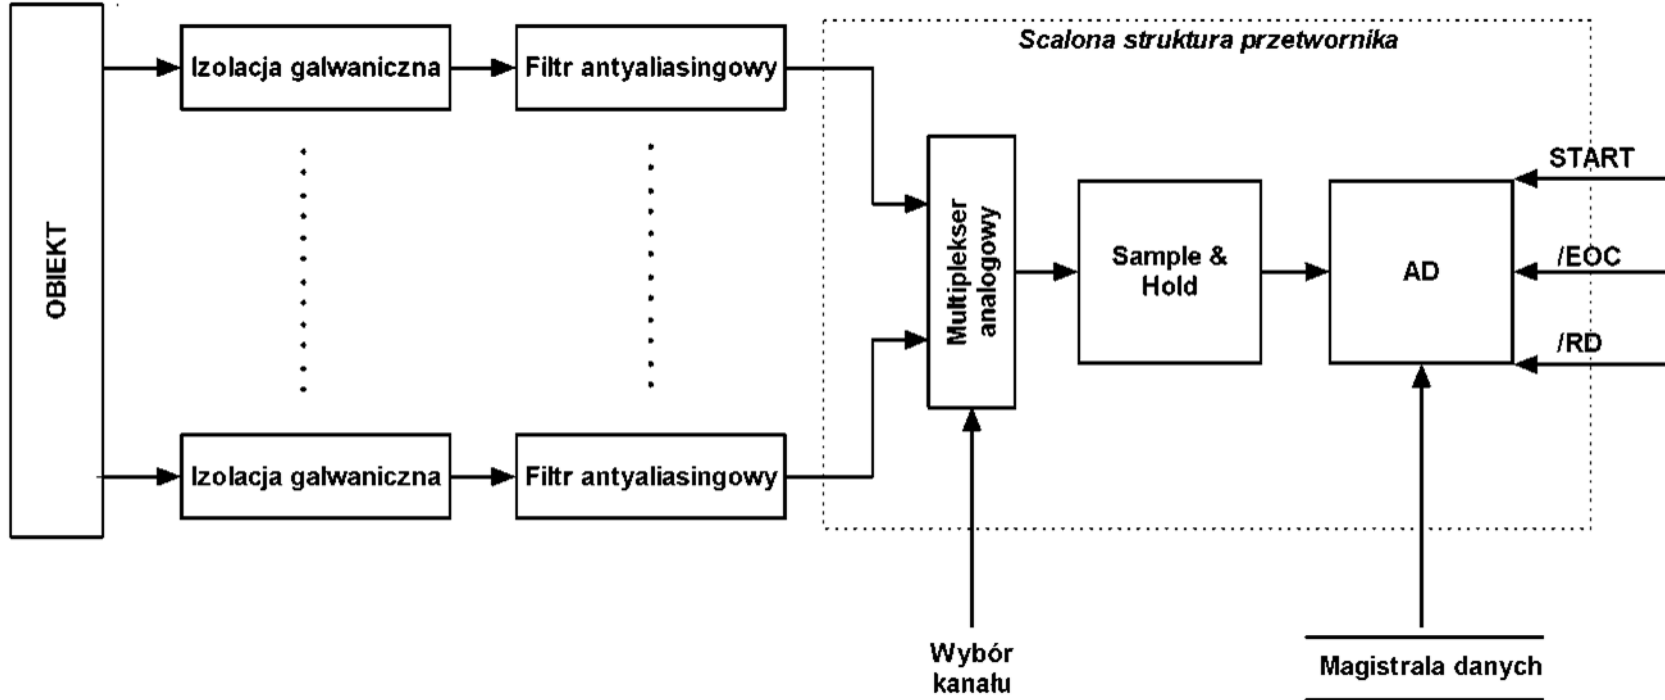 Scalona struktura przetwornika
Izolacja galwaniczna
Filtr antyaliasingowy
OBIEKT
Multiplekser
analogowy
Sample &
Hold
AD
START
/EOC
/RD
Izolacja galwaniczna
Filtr antyaliasingowy
Wybór
kanału
Magistrala danych